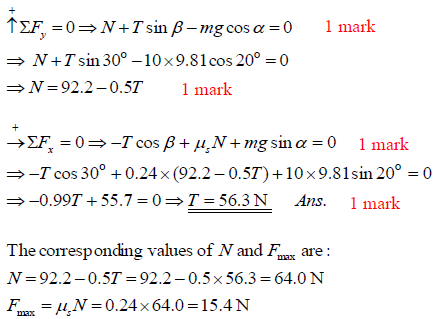 +↑ΣF_y = 0 ⇒ N + T sin β − mg cos α = 0 1 mark
⇒ N + T sin 30° − 10 × 9.81 cos 20° = 0
⇒ N = 92.2 − 0.5T 1 mark
+→ΣF_x = 0 ⇒ −T cos β + μ_s N + mg sin α = 0 1 mark
⇒ −T cos 30° + 0.24 × (92.2 − 0.5T) + 10 × 9.81 sin 20° = 0
⇒ −0.99T + 55.7 = 0 ⇒ T = 56.3 N Ans. 1 mark
The corresponding values of N and F_max are :
N = 92.2 − 0.5T = 92.2 − 0.5 × 56.3 = 64.0 N
F_max = μ_s N = 0.24 × 64.0 = 15.4 N